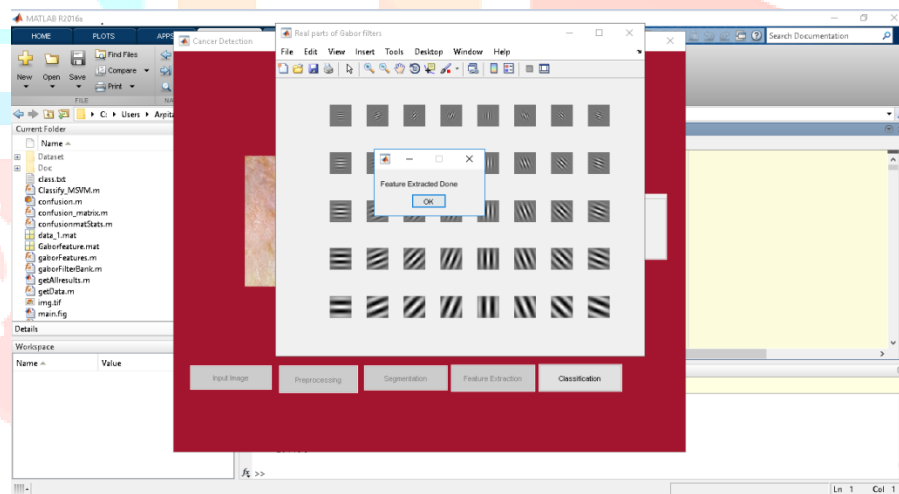 MATLAB R2016a
HOME PLOTS APPS
Search Documentation
New Open Save
Find Files
Compare
Print
FILE
C: Users Arpita
Current Folder
Name
Dataset
Doc
class.txt
Classify_MSVM.m
confusion.m
confusion_matrix.m
confusionmatStats.m
data_1.mat
Gaborfeature.mat
gaborFeatures.m
gaborFilterBank.m
getAllresults.m
getData.m
img.tif
main.fig
Details
Workspace
Name Value
Cancer Detection
Real parts of Gabor filters
File Edit View Insert Tools Desktop Window Help
Feature Extracted Done
OK
Input Image Preprocessing Segmentation Feature Extraction Classification
fx >>
Ln 1 Col 1